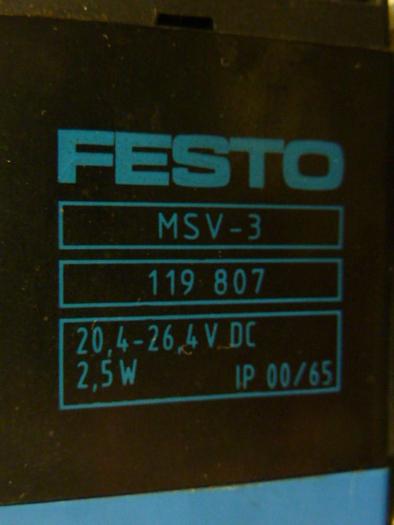 FESTO
MSV-3
119 807
20,4-26,4 V DC
2,5 W IP 00/65